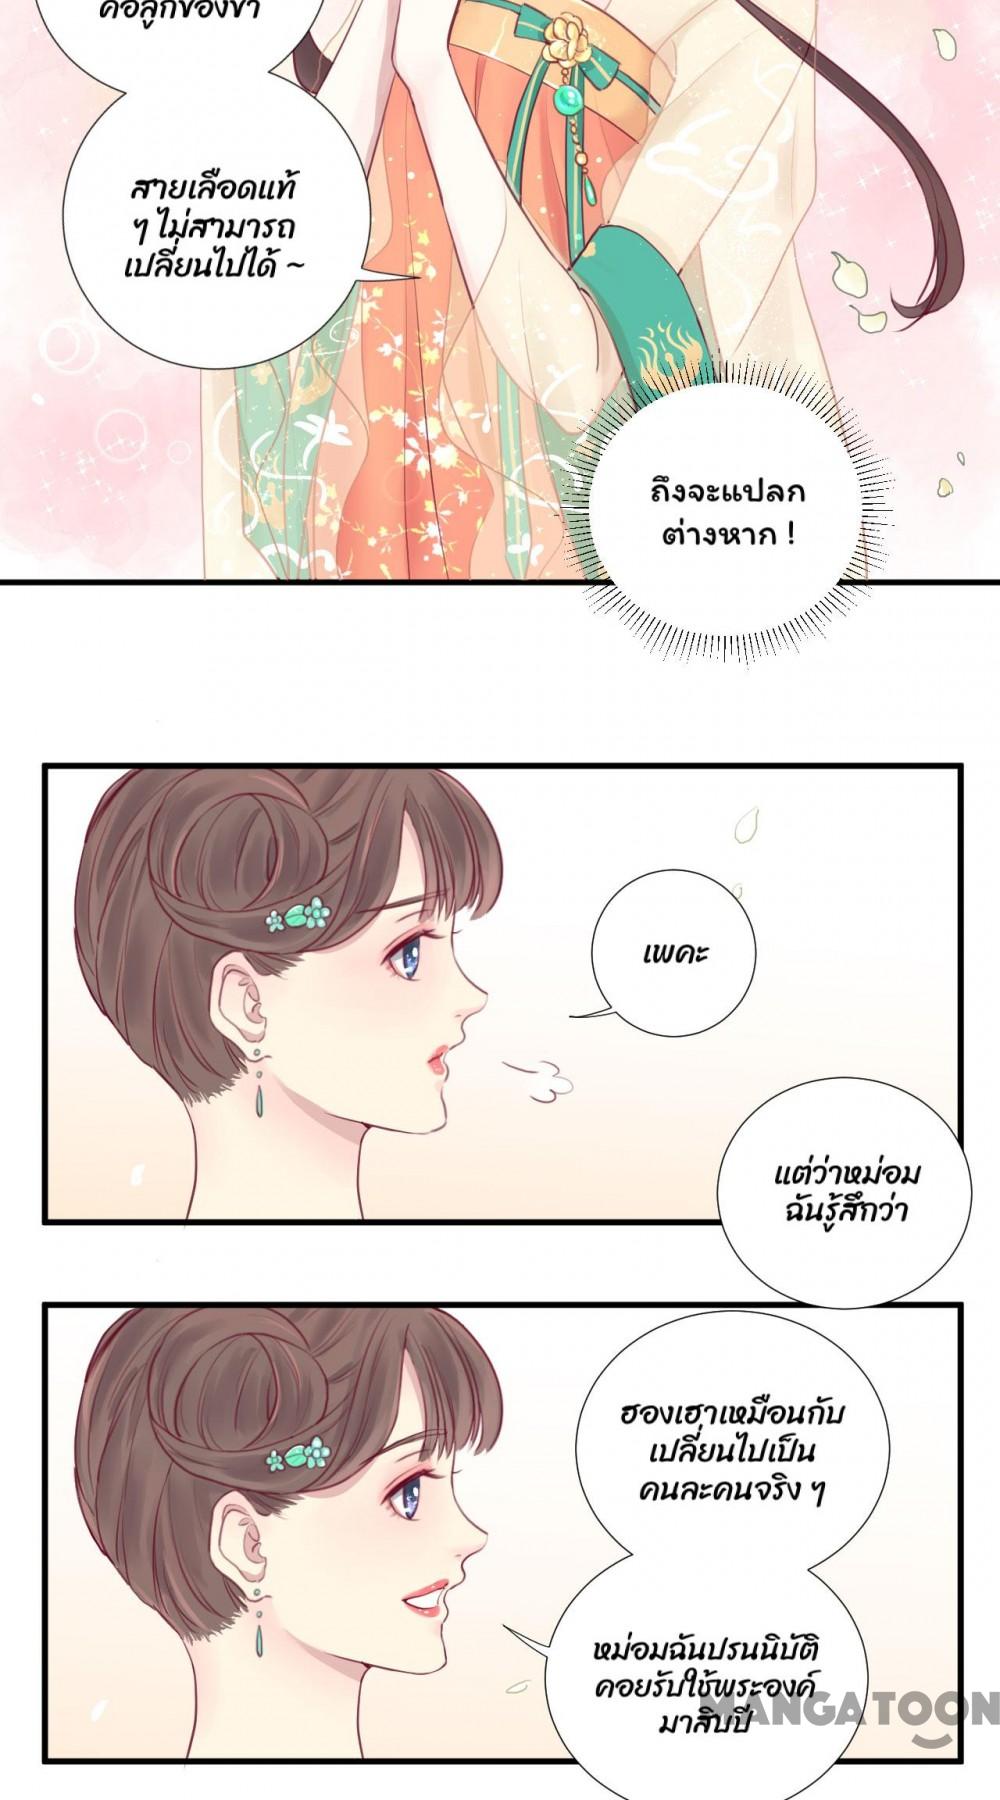 คือลูกของข้า
สายเลือดแท้
ๆ ไม่สามารถ
เปลี่ยนไปได้ ~
ถึงจะแปลก
ต่างหาก !
เพคะ
แต่ว่าหม่อม
ฉันรู้สึกว่า
ฮองเฮาเหมือนกับ
เปลี่ยนไปเป็น
คนละคนจริง ๆ
หม่อมฉันปรนนิบัติ
คอยรับใช้พระองค์
มาสิบปี
MANGATOON